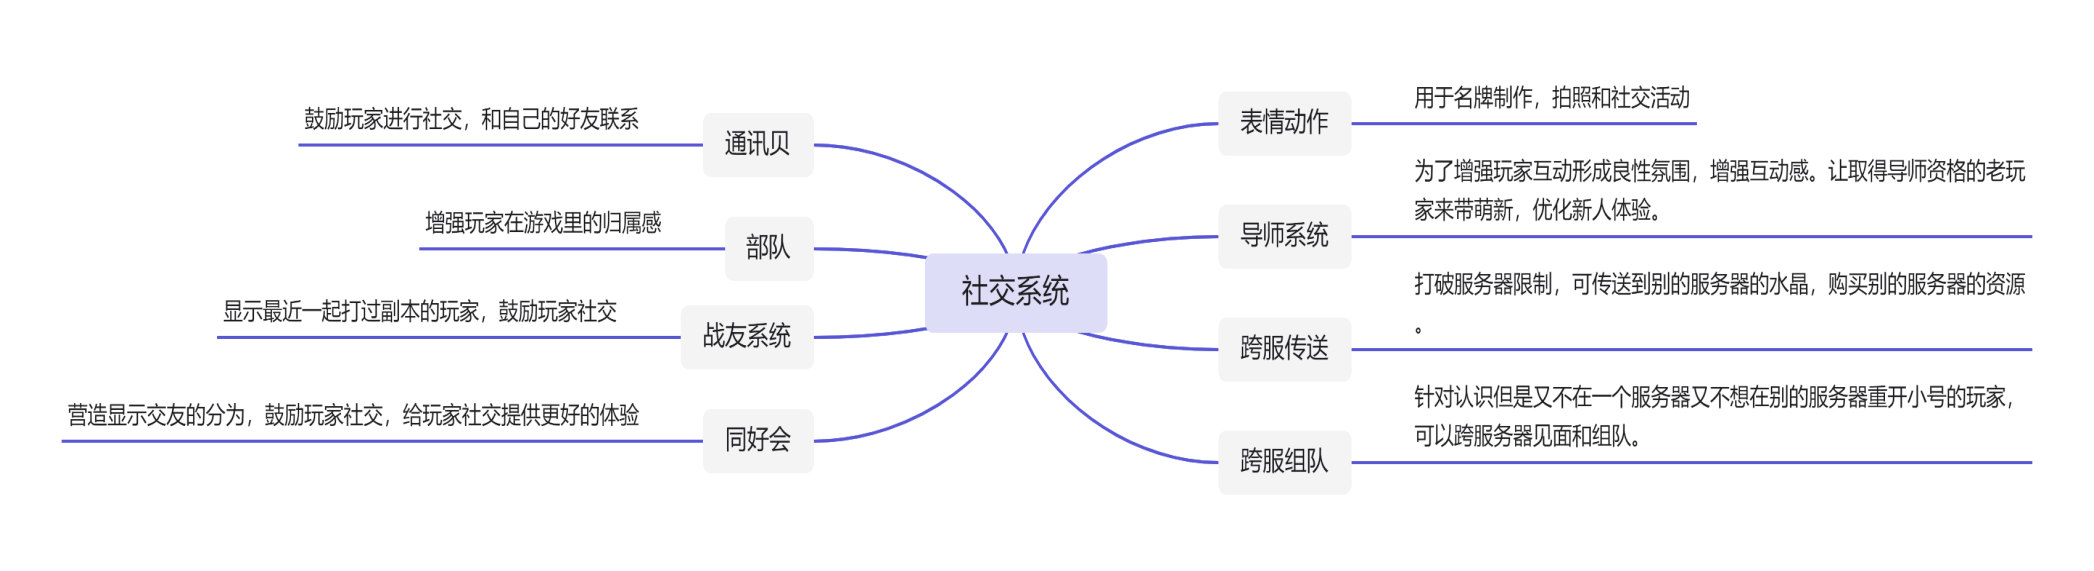 社交系统
表情动作
用于名牌制作，拍照和社交活动
导师系统
为了增强玩家互动形成良性氛围，增强互动感。让取得导师资格的老玩
家来带萌新，优化新人体验。
跨服传送
打破服务器限制，可传送到别的服务器的水晶，购买别的服务器的资源
。
跨服组队
针对认识但是又不在一个服务器又不想在别的服务器重开小号的玩家，
可以跨服务器见面和组队。
通讯贝
鼓励玩家进行社交，和自己的好友联系
部队
增强玩家在游戏里的归属感
战友系统
显示最近一起打过副本的玩家，鼓励玩家社交
同好会
营造显示交友的分为，鼓励玩家社交，给玩家社交提供更好的体验